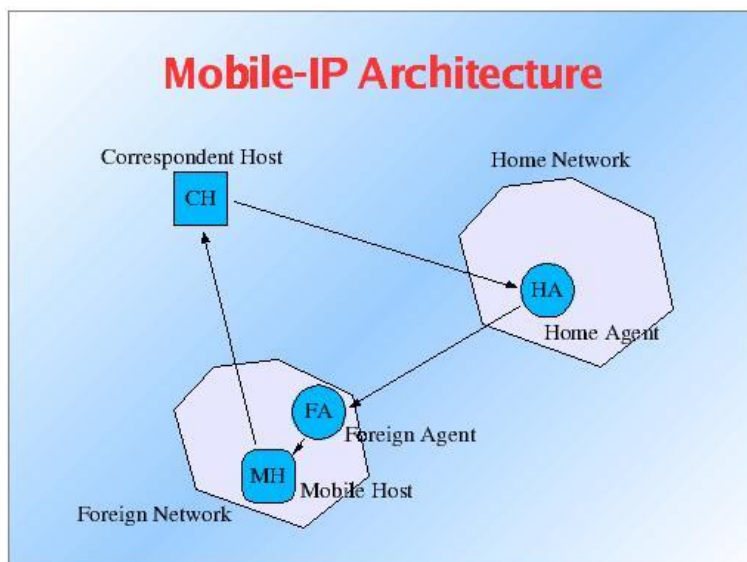 Mobile-IP Architecture
Correspondent Host
Home Network
CH
HA
Home Agent
FA
Foreign Agent
MH
Mobile Host
Foreign Network